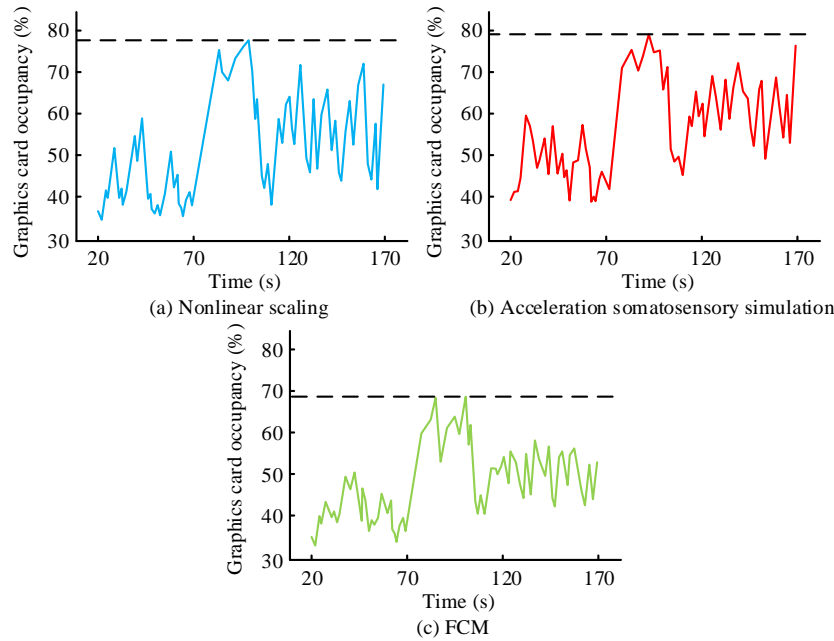 Graphics card occupancy (%)
80
70
60
50
40
30
20 70 120 170
Time (s)
(a) Nonlinear scaling
Graphics card occupancy (%)
80
70
60
50
40
30
20 70 120 170
Time (s)
(b) Acceleration somatosensory simulation
Graphics card occupancy (%)
80
70
60
50
40
30
20 70 120 170
Time (s)
(c) FCM